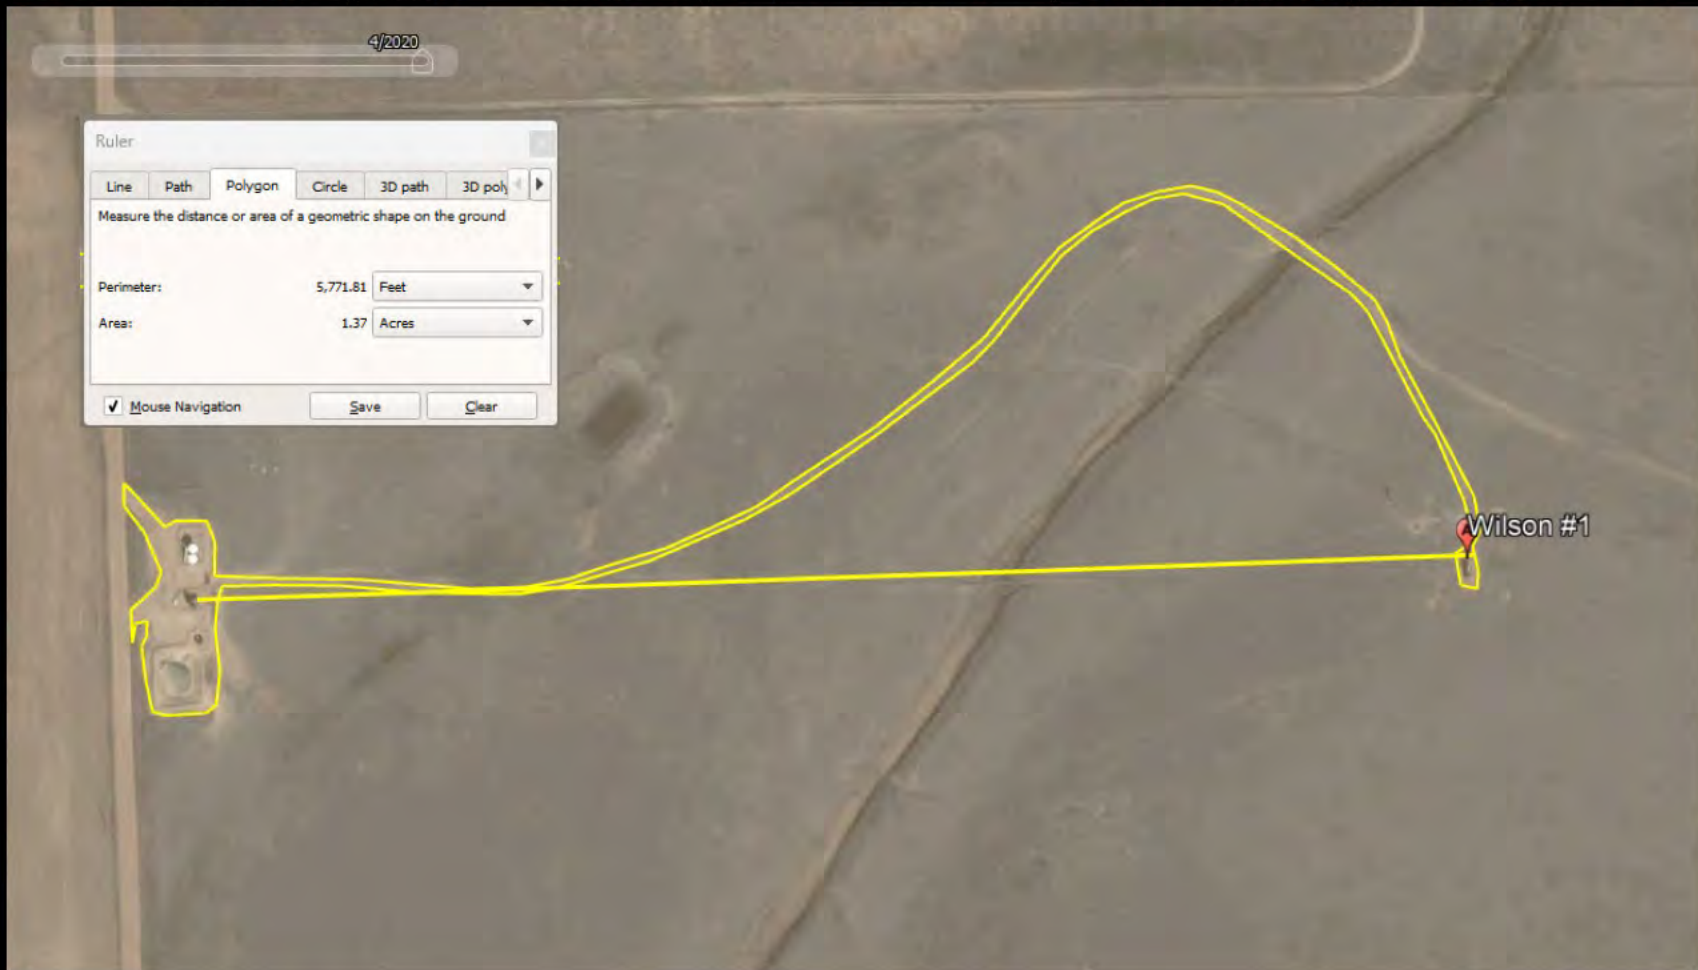 4/2020
Ruler
Line Path Polygon Circle 3D path 3D poly
Measure the distance or area of a geometric shape on the ground
Perimeter: 5,771.81 Feet
Area: 1.37 Acres
Mouse Navigation Save Clear
Wilson #1